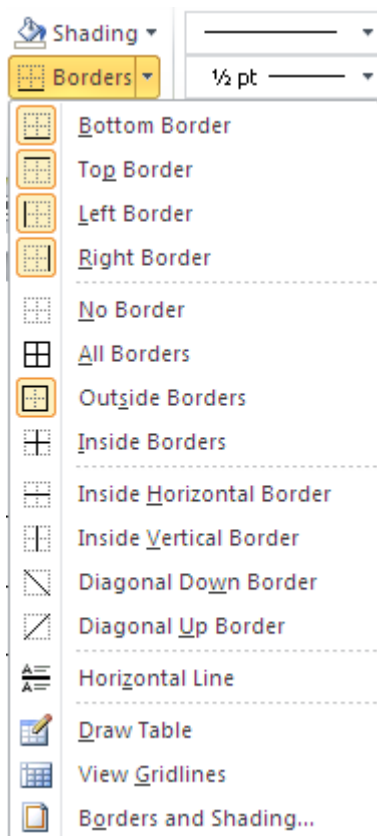 Shading
Borders
½ pt
Bottom Border
Top Border
Left Border
Right Border
No Border
All Borders
Outside Borders
Inside Borders
Inside Horizontal Border
Inside Vertical Border
Diagonal Down Border
Diagonal Up Border
A
A
Horizontal Line
Draw Table
View Gridlines
Borders and Shading...